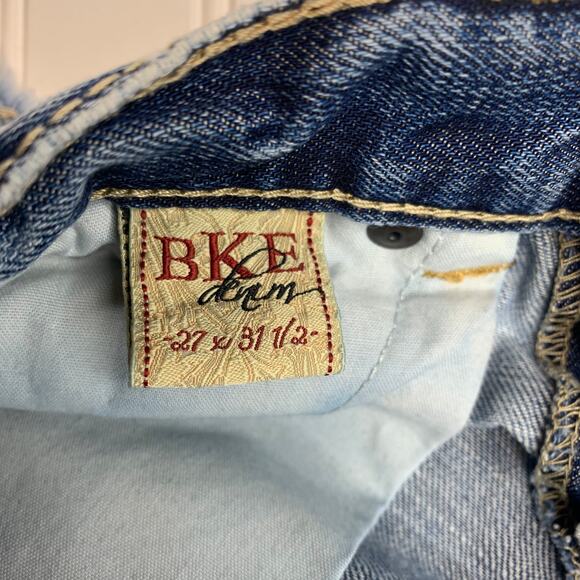 BKE
denim
-27 x 31 1/2-